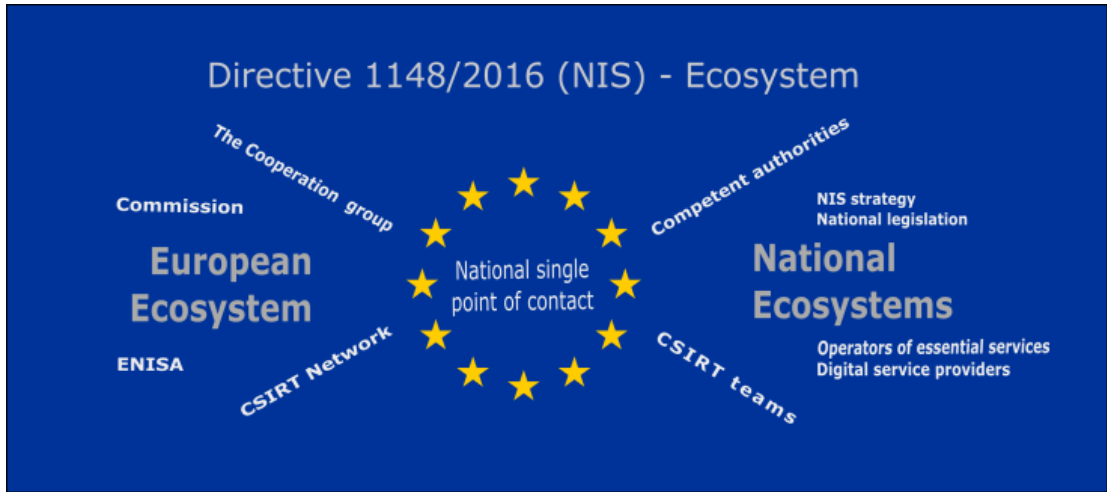 Directive 1148/2016 (NIS) - Ecosystem
The Cooperation group
Commission
European
Ecosystem
ENISA
CSIRT Network
National single
point of contact
Competent authorities
NIS strategy
National legislation
National
Ecosystems
Operators of essential services
Digital service providers
CSIRT teams